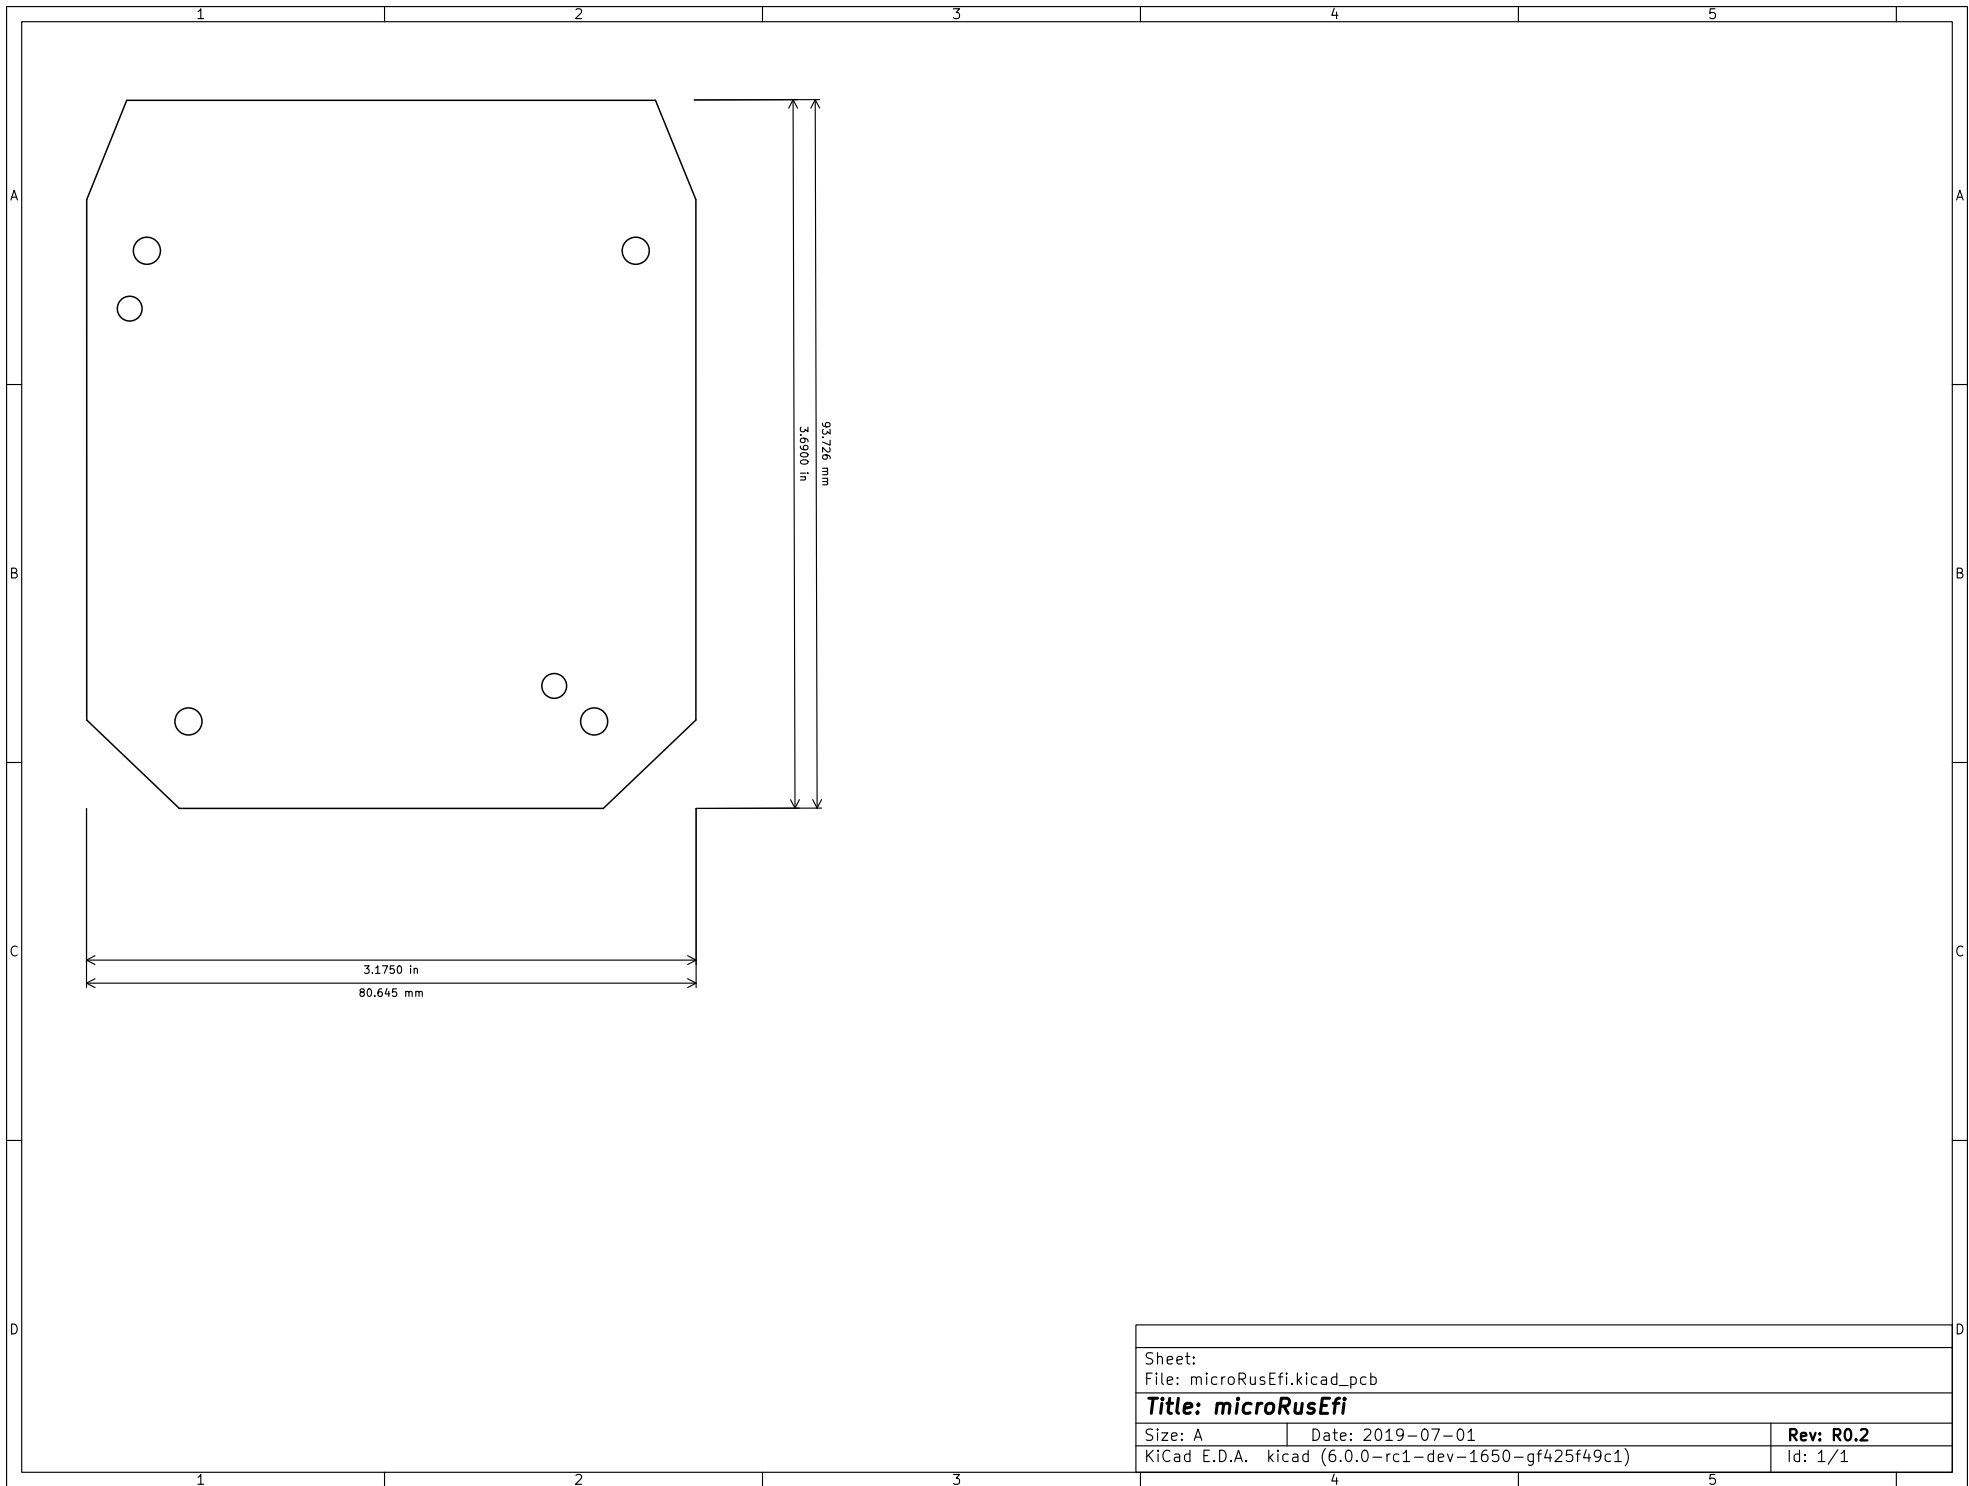 1 2 3 4 5
A A
93.726 mm
3.6900 in
B B
C C
3.1750 in
80.645 mm
D D
Sheet:
File: microRusEfi.kicad_pcb
Title: microRusEfi
Size: A Date: 2019-07-01 Rev: R0.2
KiCad E.D.A. kicad (6.0.0-rc1-dev-1650-gf425f49c1) Id: 1/1
1 2 3 4 5